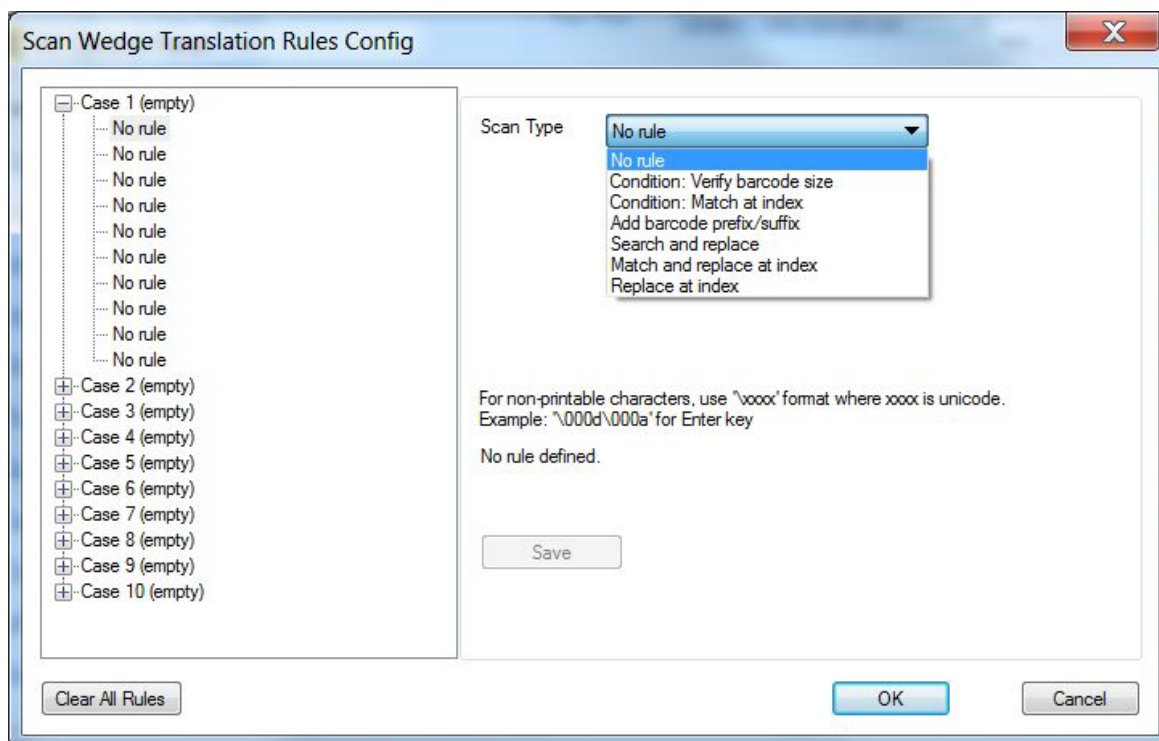 Scan Wedge Translation Rules Config
X
Case 1 (empty)
No rule
No rule
No rule
No rule
No rule
No rule
No rule
No rule
No rule
No rule
Case 2 (empty)
Case 3 (empty)
Case 4 (empty)
Case 5 (empty)
Case 6 (empty)
Case 7 (empty)
Case 8 (empty)
Case 9 (empty)
Case 10 (empty)
Scan Type
No rule
No rule
Condition: Verify barcode size
Condition: Match at index
Add barcode prefix/suffix
Search and replace
Match and replace at index
Replace at index
For non-printable characters, use '\xxxx' format where xxxx is unicode.
Example: '\000d\000a' for Enter key
No rule defined.
Save
Clear All Rules
OK
Cancel